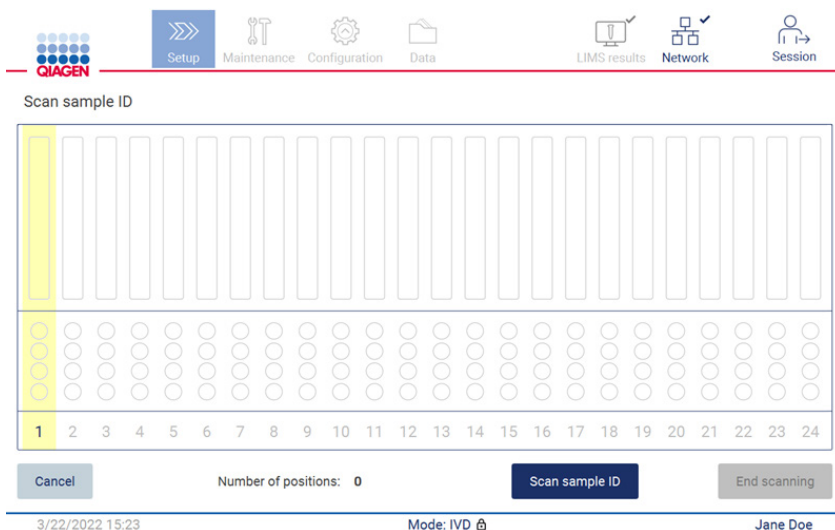 QIAGEN
Setup Maintenance Configuration Data LIMS results Network Session
Scan sample ID
1 2 3 4 5 6 7 8 9 10 11 12 13 14 15 16 17 18 19 20 21 22 23 24
Cancel Number of positions: 0 Scan sample ID End scanning
3/22/2022 15:23 Mode: IVD Jane Doe